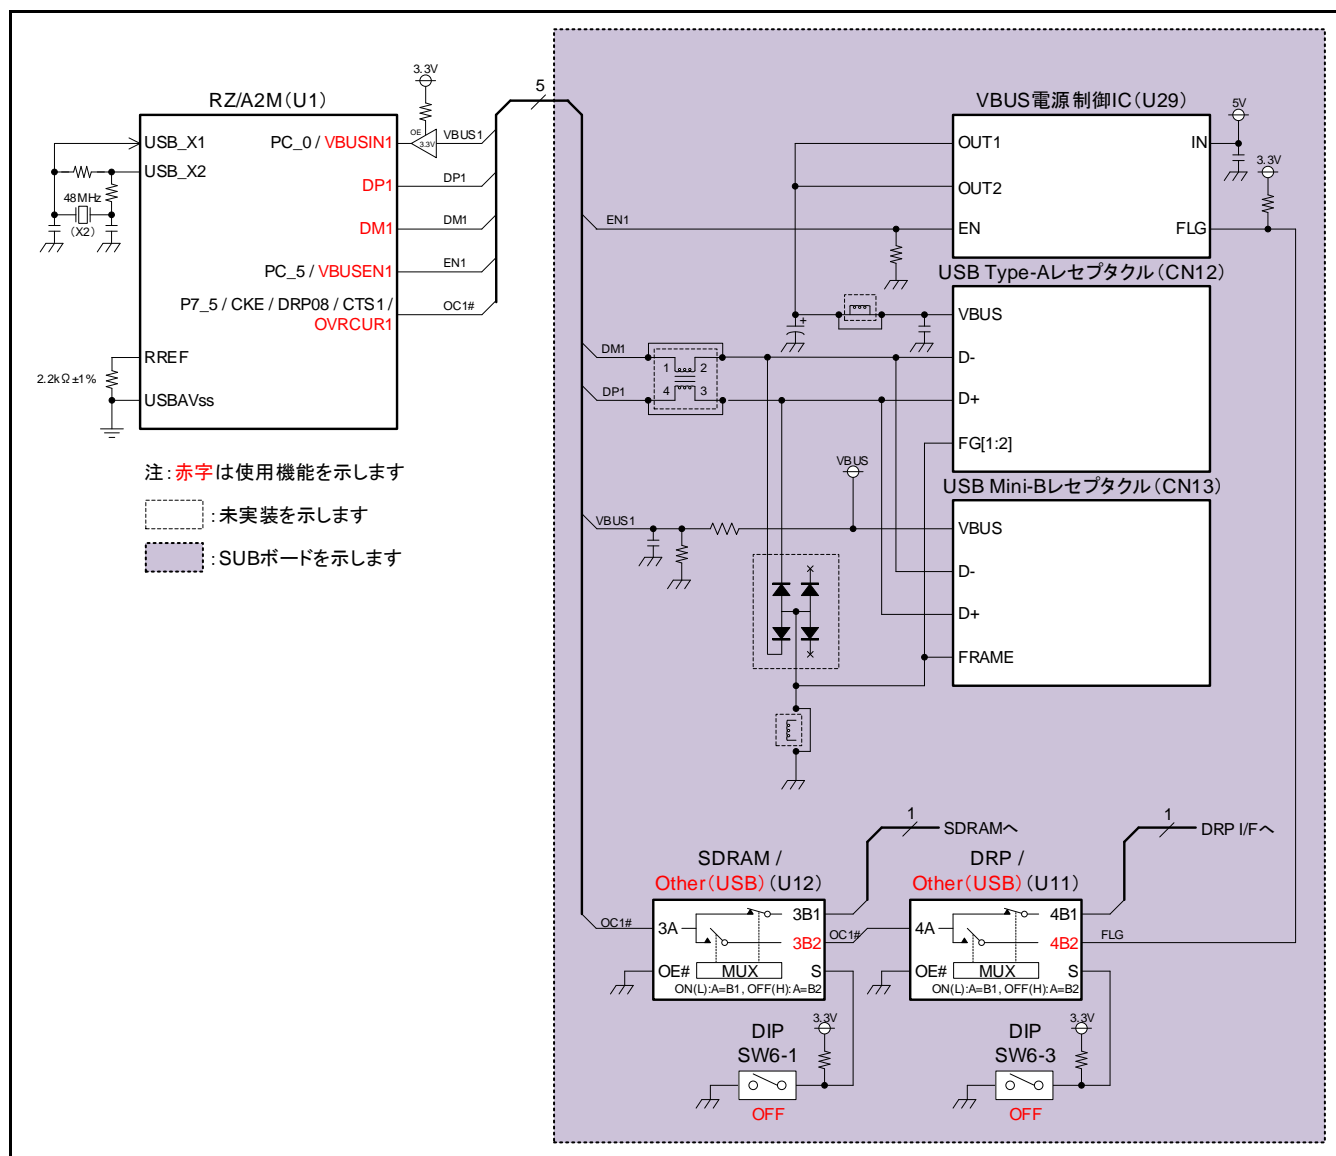 RZ/A2M(U1)
3.3V
OE
3.3V
USB_X1
USB_X2
48MHz
(X2)
PC_0 / VBUSIN1
DP1
DM1
PC_5 / VBUSEN1
P7_5 / CKE / DRP08 / CTS1 /
OVRCUR1
RREF
2.2kΩ±1%
USBAVss
VBUS1
DP1
DM1
EN1
OC1#
5
注:赤字は使用機能を示します
:未実装を示します
:SUBボードを示します
VBUS電源制御IC(U29)
OUT1
OUT2
EN
IN
FLG
5V
3.3V
EN1
USB Type-Aレセプタクル(CN12)
VBUS
D-
D+
FG[1:2]
+
DM1
DP1
1
2
4
3
USB Mini-Bレセプタクル(CN13)
VBUS
D-
D+
FRAME
VBUS
VBUS1
1
SDRAMへ
1
DRP I/Fへ
SDRAM /
Other(USB) (U12)
OC1#
3A
3B1
3B2
OE#
MUX
S
ON(L):A=B1, OFF(H):A=B2
OC1#
DRP /
Other(USB) (U11)
4A
4B1
4B2
OE#
MUX
S
ON(L):A=B1, OFF(H):A=B2
FLG
DIP
SW6-1
3.3V
OFF
DIP
SW6-3
3.3V
OFF